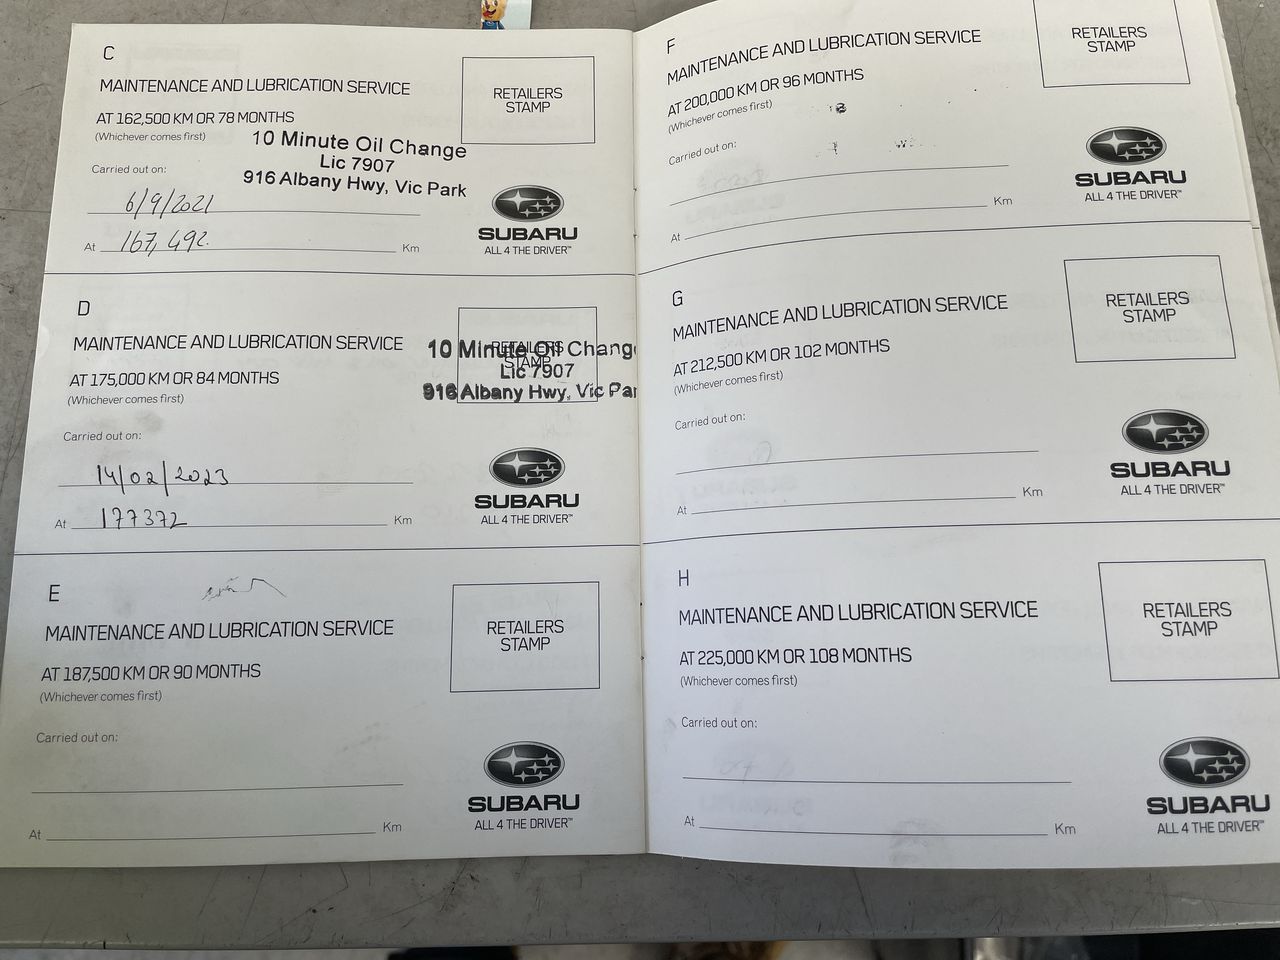 C
MAINTENANCE AND LUBRICATION SERVICE
AT 162,500 KM OR 78 MONTHS
(Whichever comes first)
RETAILERS
STAMP
10 Minute Oil Change
Lic 7907
916 Albany Hwy, Vic Park
Carried out on:
6/9/2021
At 167,492. Km
SUBARU
ALL 4 THE DRIVER™
D
MAINTENANCE AND LUBRICATION SERVICE
AT 175,000 KM OR 84 MONTHS
(Whichever comes first)
RETAILERS
STAMP
10 Minute Oil Chang
Lic 7907
916 Albany Hwy, Vic Par
Carried out on:
14/02/2023
At 177372 Km
SUBARU
ALL 4 THE DRIVER™
E
MAINTENANCE AND LUBRICATION SERVICE
AT 187,500 KM OR 90 MONTHS
(Whichever comes first)
RETAILERS
STAMP
Carried out on:
At Km
SUBARU
ALL 4 THE DRIVER™
F
MAINTENANCE AND LUBRICATION SERVICE
AT 200,000 KM OR 96 MONTHS
(Whichever comes first)
RETAILERS
STAMP
Carried out on:
At Km
SUBARU
ALL 4 THE DRIVER™
G
MAINTENANCE AND LUBRICATION SERVICE
AT 212,500 KM OR 102 MONTHS
(Whichever comes first)
RETAILERS
STAMP
Carried out on:
At Km
SUBARU
ALL 4 THE DRIVER™
H
MAINTENANCE AND LUBRICATION SERVICE
AT 225,000 KM OR 108 MONTHS
(Whichever comes first)
RETAILERS
STAMP
Carried out on:
At Km
SUBARU
ALL 4 THE DRIVER™